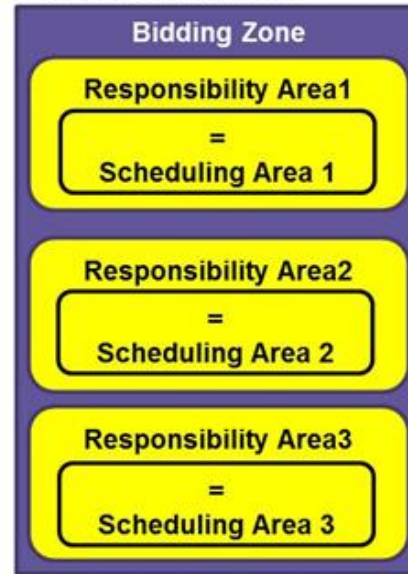 Bidding Zone
Responsibility Area1
=
Scheduling Area 1
Responsibility Area2
=
Scheduling Area 2
Responsibility Area3
=
Scheduling Area 3